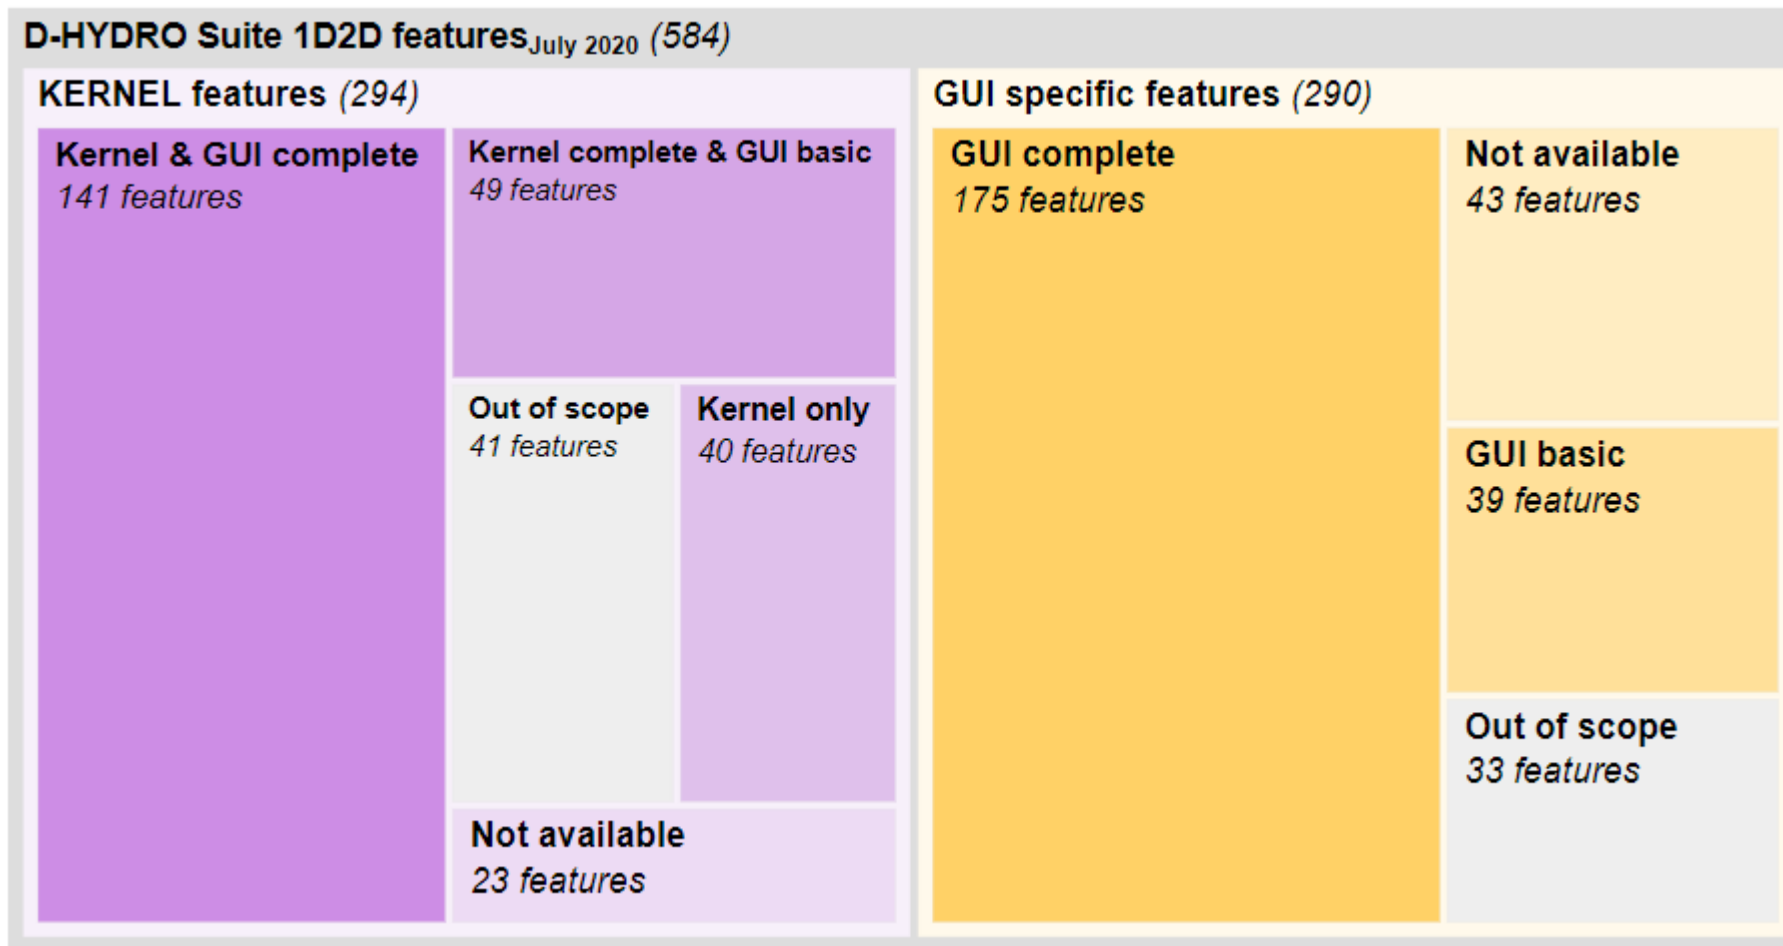 D-HYDRO Suite 1D2D features July 2020 (584)
KERNEL features (294)
Kernel & GUI complete
141 features
Kernel complete & GUI basic
49 features
Out of scope
41 features
Kernel only
40 features
Not available
23 features
GUI specific features (290)
GUI complete
175 features
Not available
43 features
GUI basic
39 features
Out of scope
33 features